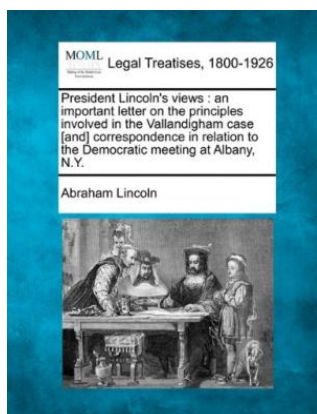 MOML
Legal Treatises, 1800-1926
President Lincoln's views : an
important letter on the principles
involved in the Vallandigham case
[and] correspondence in relation to
the Democratic meeting at Albany,
N.Y.
Abraham Lincoln